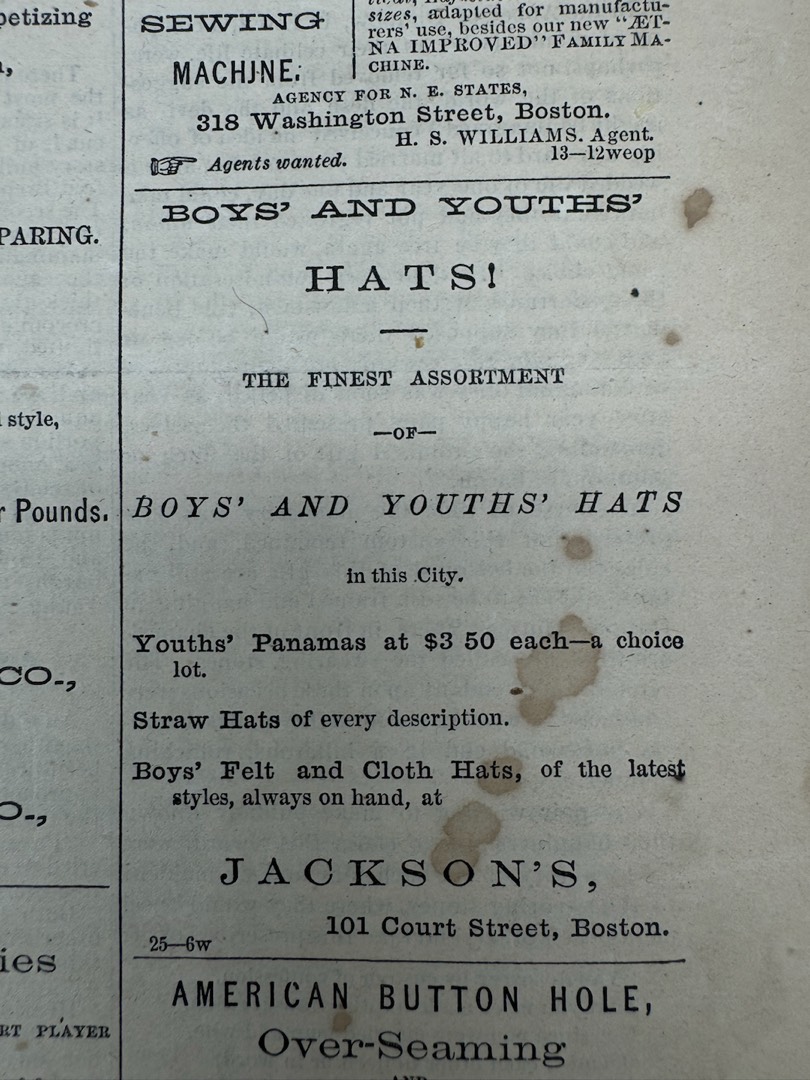 petizing
PARING.
style,
r Pounds.
CO.,
O.,
ies
RT PLAYER
SEWING
MACHINE.
sizes, adapted for manufactu-
rers' use, besides our new "ÆT-
NA IMPROVED" FAMILY MA-
CHINE.
AGENCY FOR N. E. STATES,
318 Washington Street, Boston.
H. S. WILLIAMS. Agent.
☞ Agents wanted. 13—12weop
BOYS' AND YOUTHS'
HATS!
THE FINEST ASSORTMENT
—OF—
BOYS' AND YOUTHS' HATS
in this City.
Youths' Panamas at $3 50 each—a choice
lot.
Straw Hats of every description.
Boys' Felt and Cloth Hats, of the latest
styles, always on hand, at
JACKSON'S,
101 Court Street, Boston.
25—6w
AMERICAN BUTTON HOLE,
Over-Seaming
AND